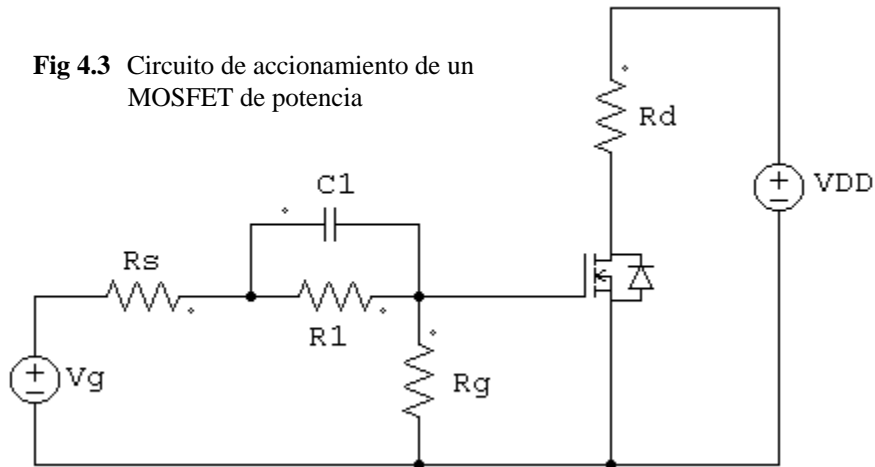 Fig 4.3 Circuito de accionamiento de un
MOSFET de potencia
Rd
VDD
C1
Rs
R1
Vg
Rg